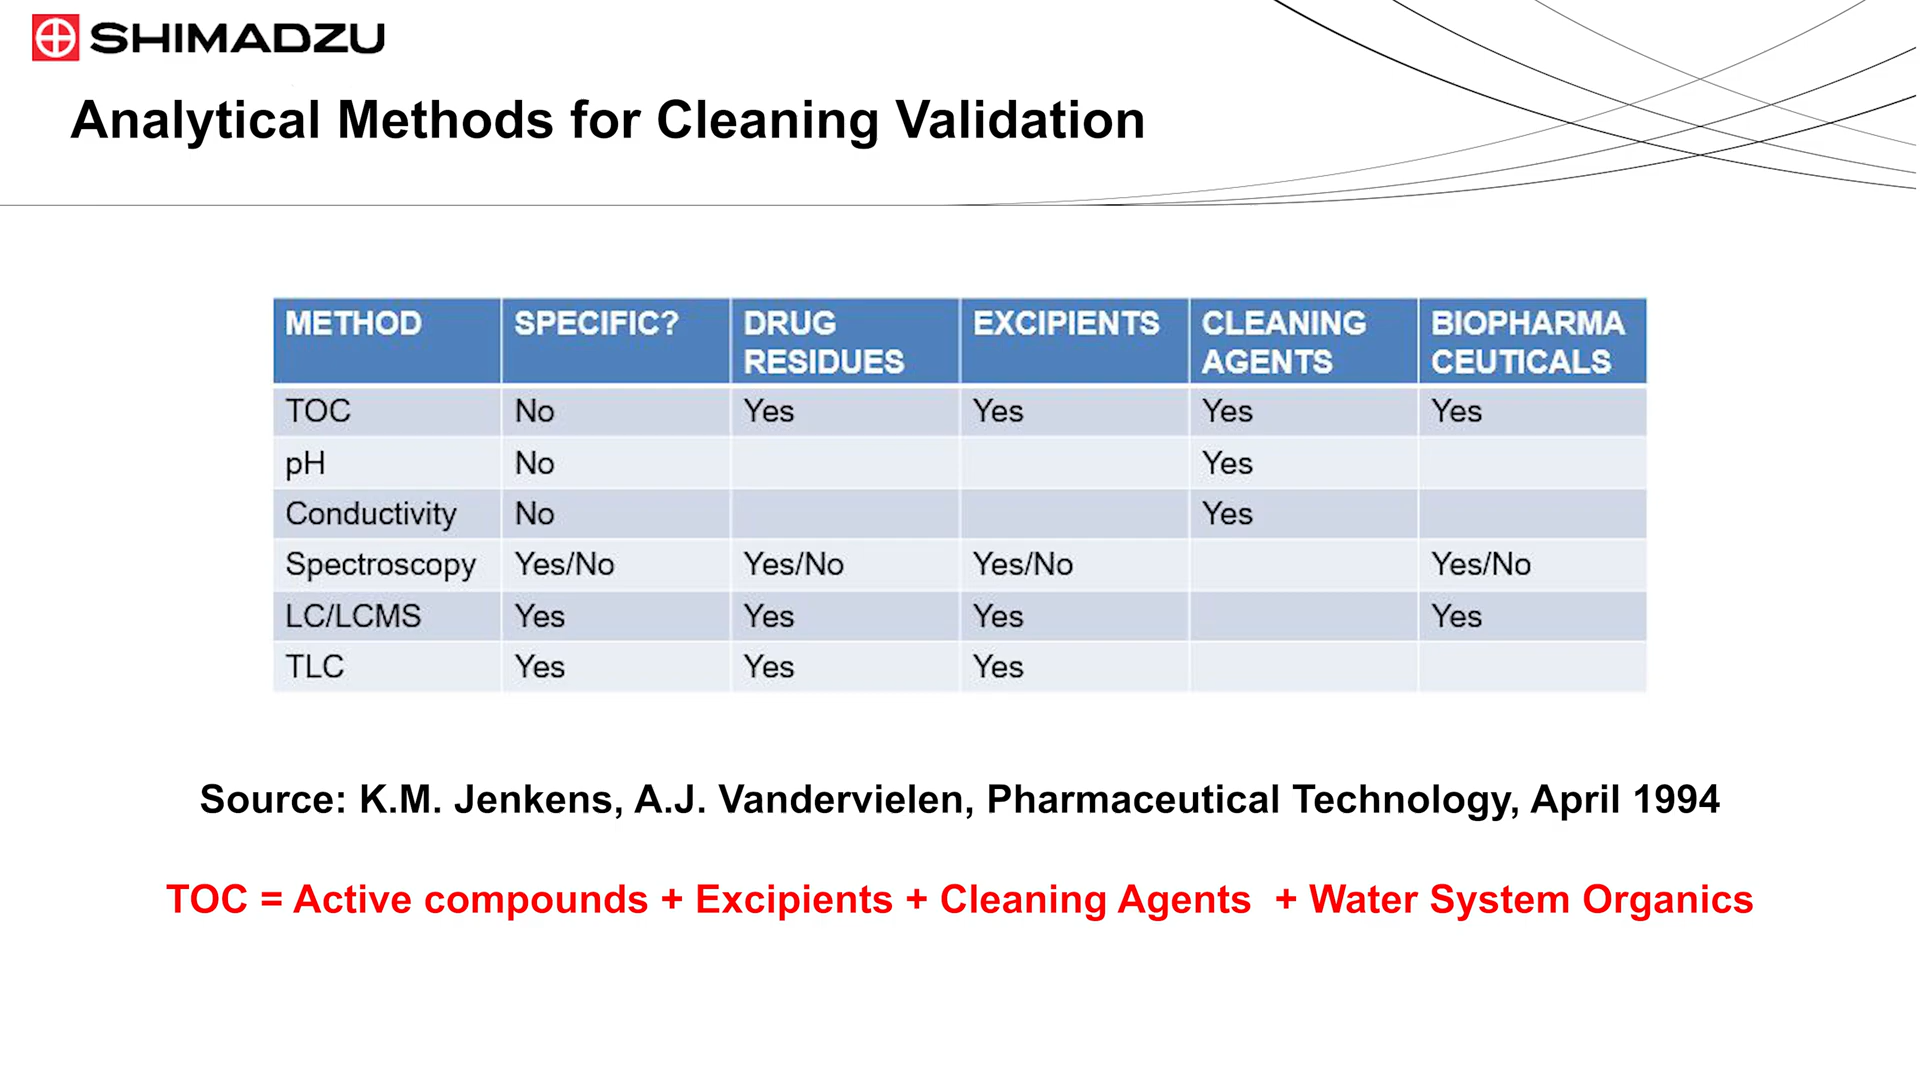 SHIMADZU
Analytical Methods for Cleaning Validation
METHOD SPECIFIC? DRUG RESIDUES EXCIPIENTS CLEANING AGENTS BIOPHARMA CEUTICALS
TOC No Yes Yes Yes Yes
pH No Yes
Conductivity No Yes
Spectroscopy Yes/No Yes/No Yes/No Yes/No
LC/LCMS Yes Yes Yes Yes
TLC Yes Yes Yes
Source: K.M. Jenkens, A.J. Vandervielen, Pharmaceutical Technology, April 1994
TOC = Active compounds + Excipients + Cleaning Agents + Water System Organics